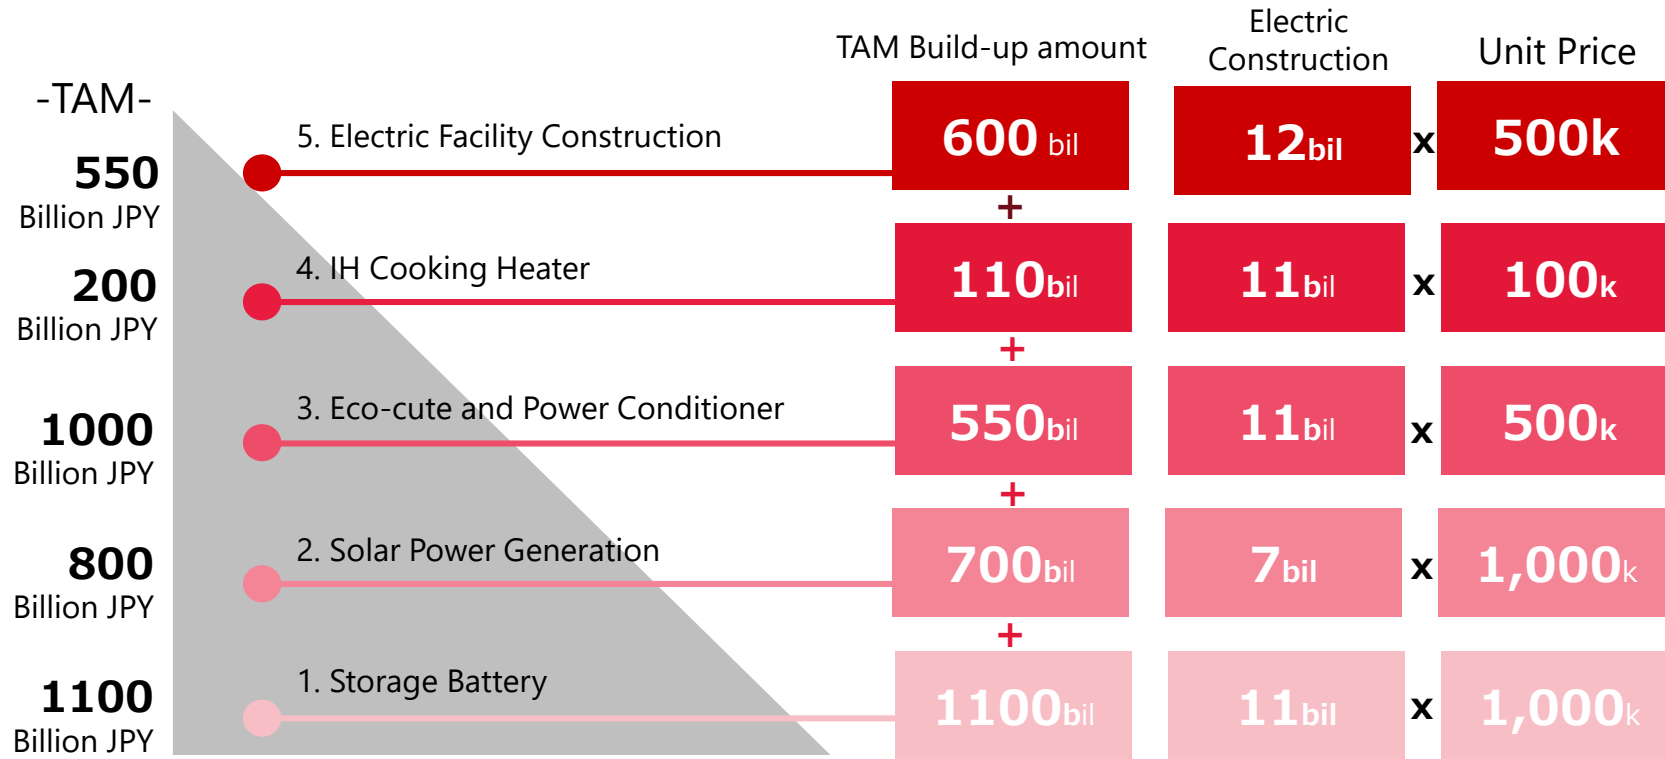 TAM Build-up amount
Electric
Construction
Unit Price
-TAM-
550
Billion JPY
5. Electric Facility Construction
600 bil
12bil
x
500k
+
200
Billion JPY
4. IH Cooking Heater
110bil
11bil
x
100k
+
1000
Billion JPY
3. Eco-cute and Power Conditioner
550bil
11bil
x
500k
+
800
Billion JPY
2. Solar Power Generation
700bil
7bil
x
1,000k
+
1100
Billion JPY
1. Storage Battery
1100bil
11bil
x
1,000k